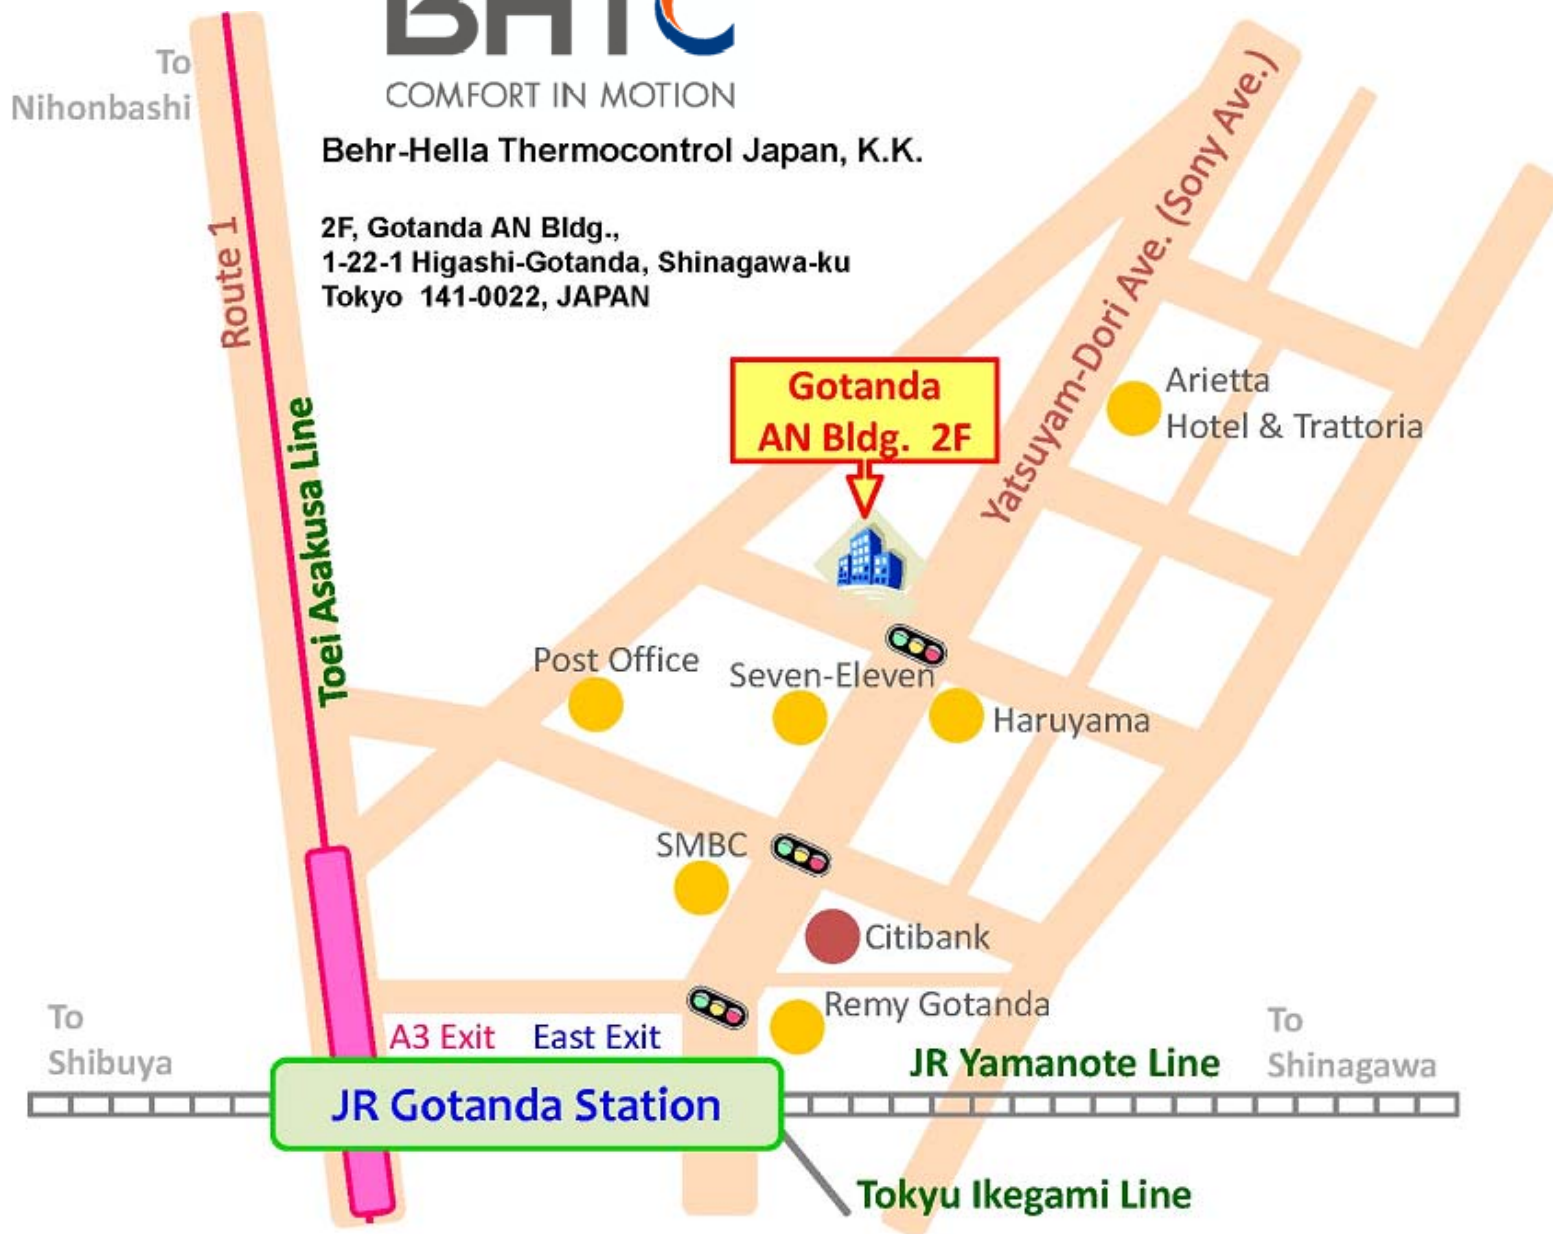 BHTC
COMFORT IN MOTION
Behr-Hella Thermocontrol Japan, K.K.
2F, Gotanda AN Bldg.,
1-22-1 Higashi-Gotanda, Shinagawa-ku
Tokyo 141-0022, JAPAN
To
Nihonbashi
Route 1
Toei Asakusa Line
Yatsuyam-Dori Ave. (Sony Ave.)
Gotanda
AN Bldg. 2F
Arietta
Hotel & Trattoria
Post Office
Seven-Eleven
Haruyama
SMBC
Citibank
Remy Gotanda
To
Shibuya
A3 Exit
East Exit
JR Yamanote Line
To
Shinagawa
JR Gotanda Station
Tokyu Ikegami Line